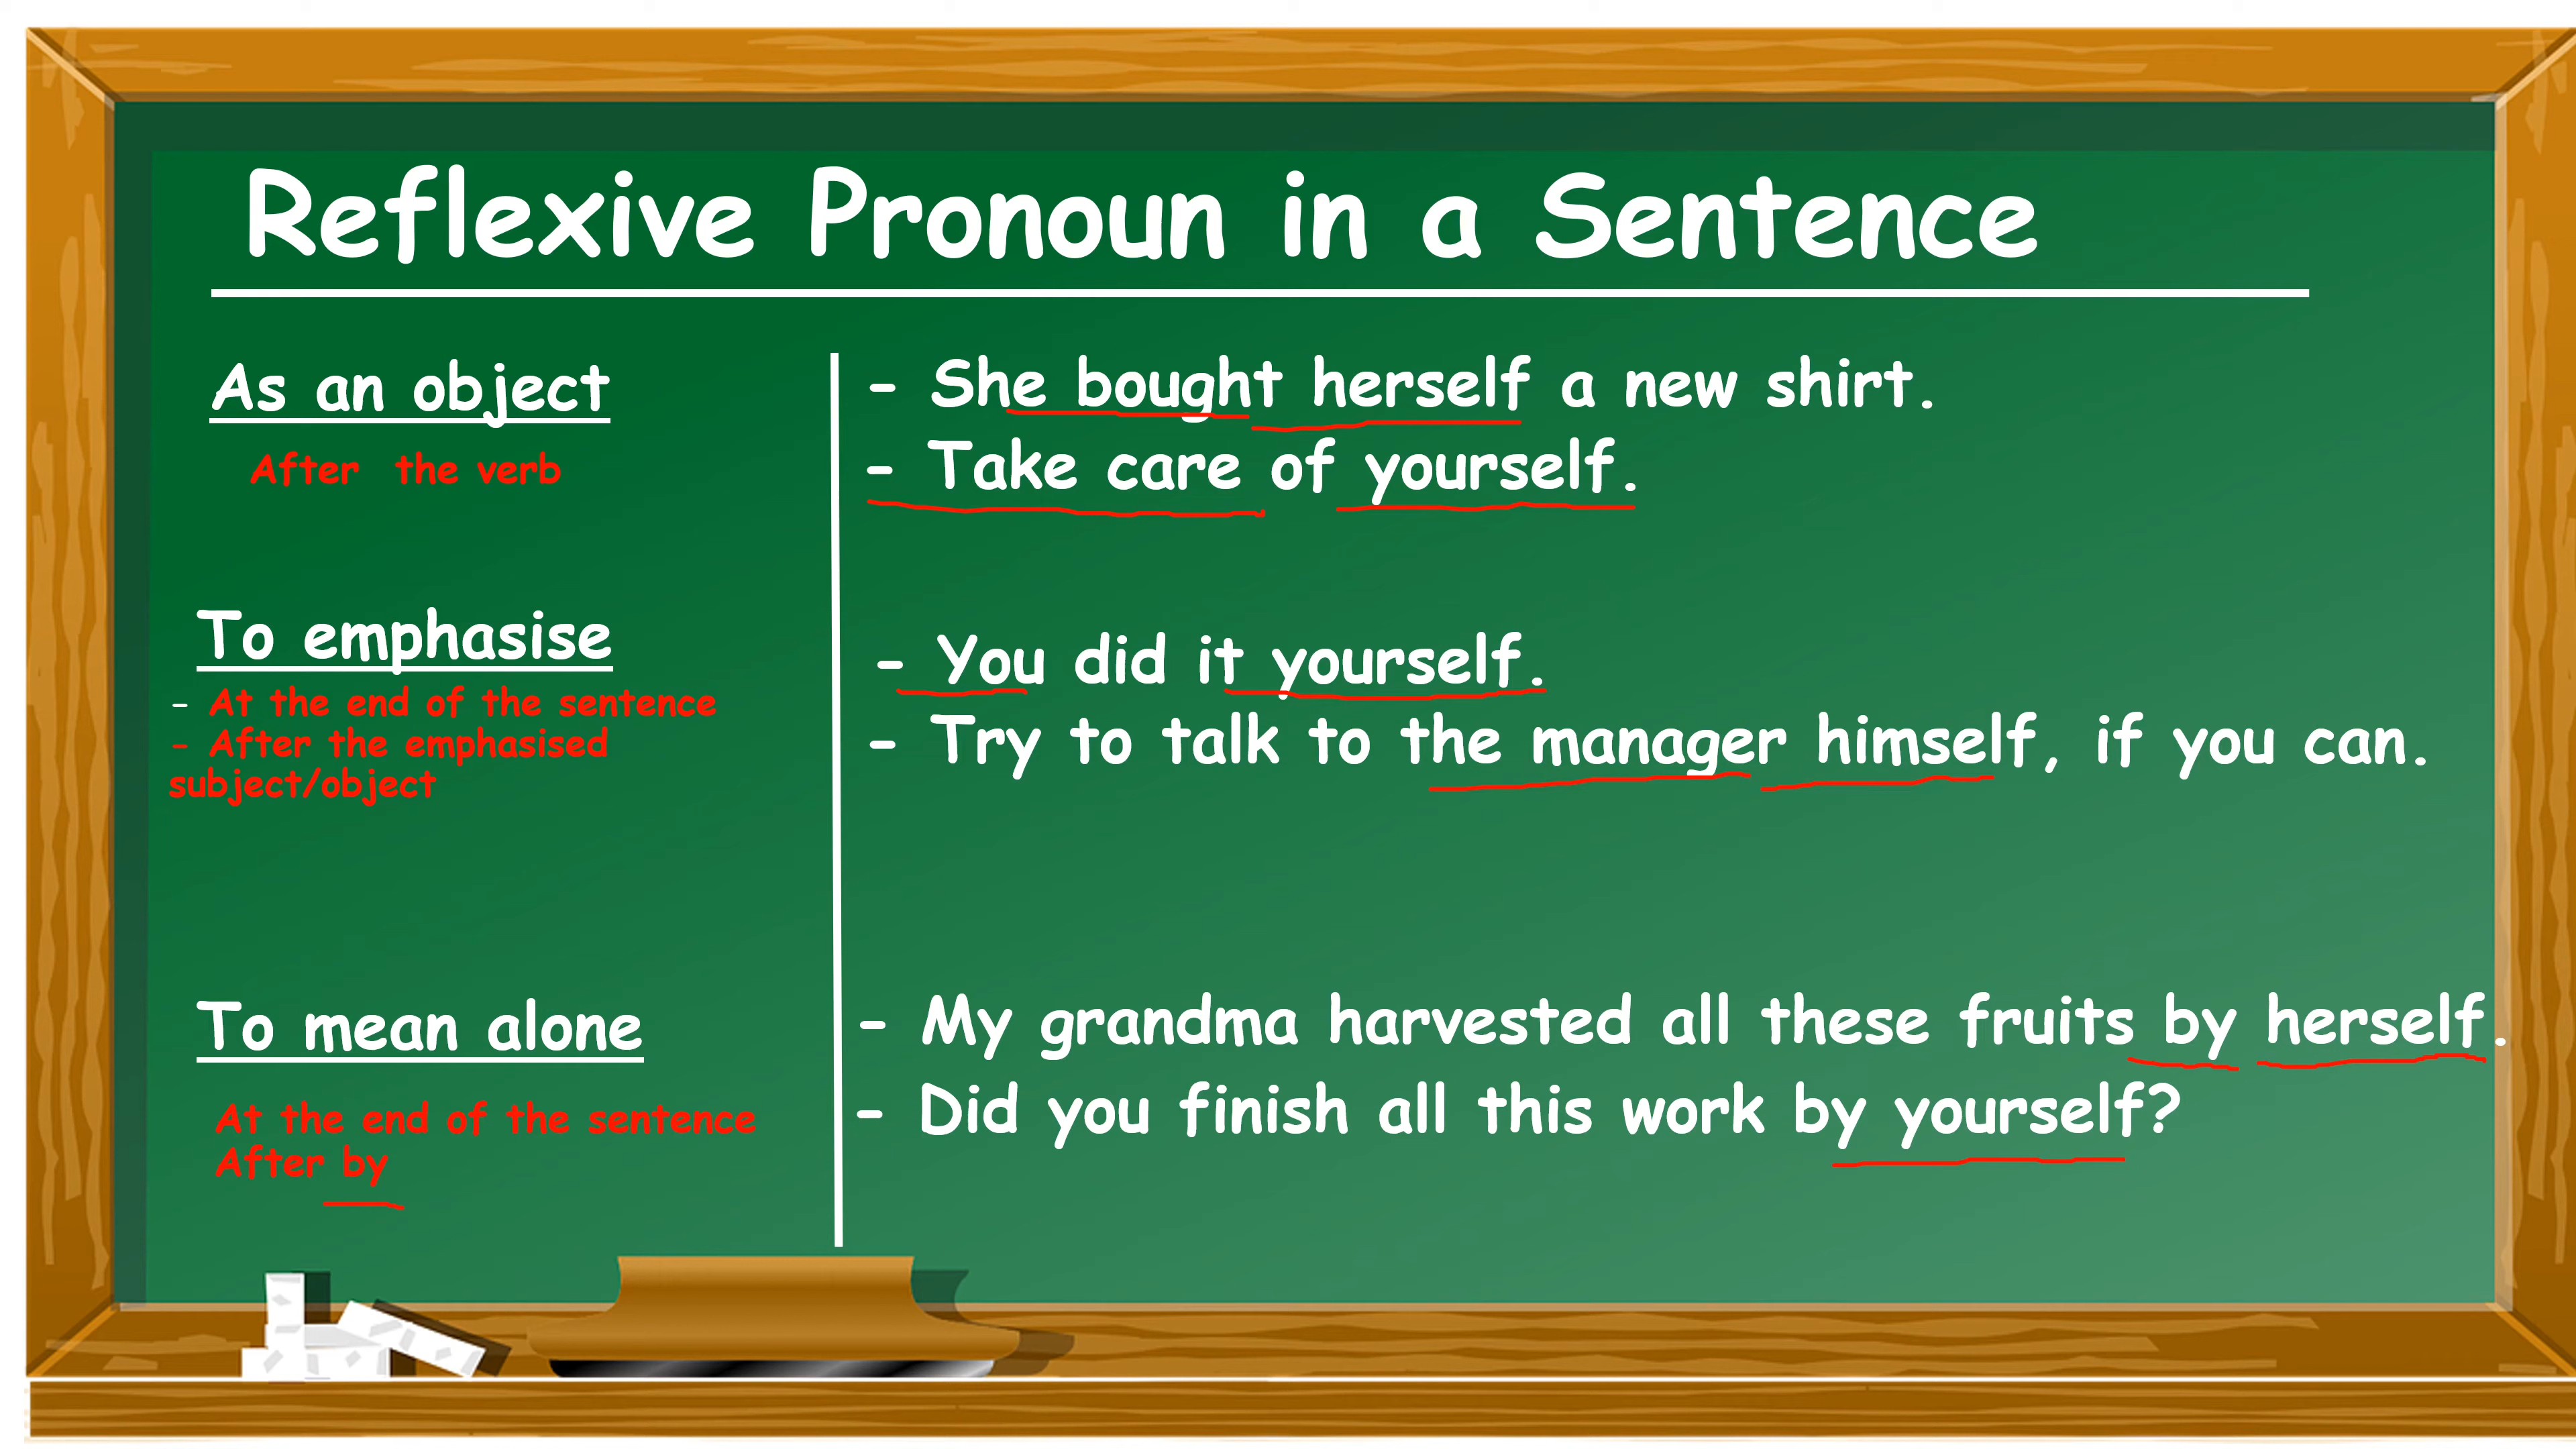 Reflexive Pronoun in a Sentence
As an object
After the verb
- She bought herself a new shirt.
- Take care of yourself.
To emphasise
- At the end of the sentence
- After the emphasised
subject/object
- You did it yourself.
- Try to talk to the manager himself, if you can.
To mean alone
At the end of the sentence
After by
- My grandma harvested all these fruits by herself.
- Did you finish all this work by yourself?